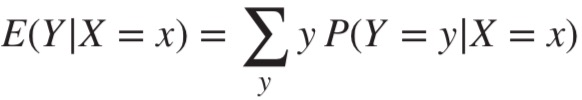 E(Y|X = x) = ∑_y y P(Y = y|X = x)